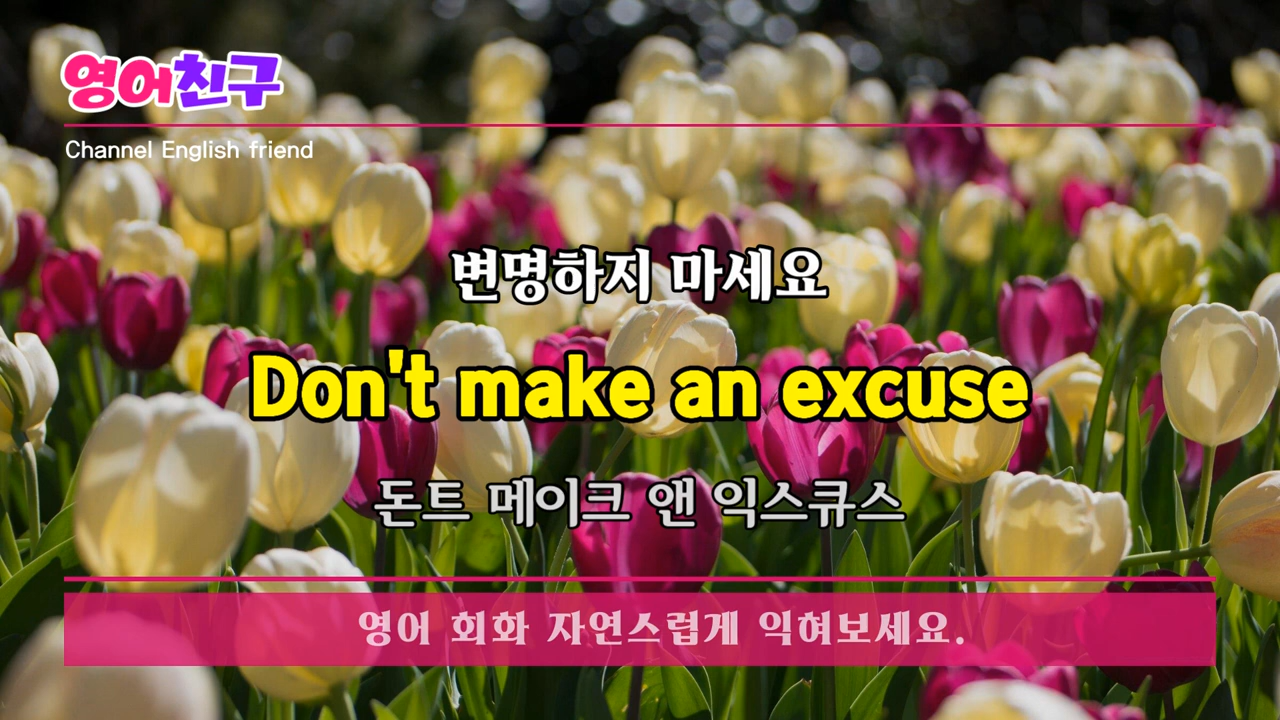 영어친구
Channel English friend
변명하지 마세요
Don't make an excuse
돈트 메이크 앤 익스큐스
영어 회화 자연스럽게 익혀보세요.